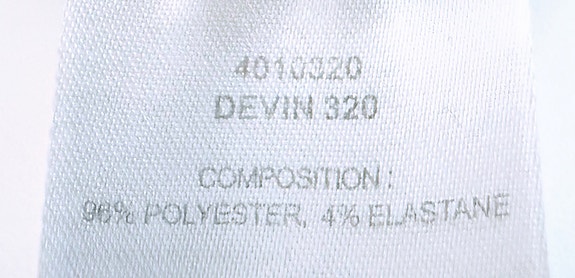 4010320
DEVIN 320
COMPOSITION:
96% POLYESTER, 4% ELASTANE